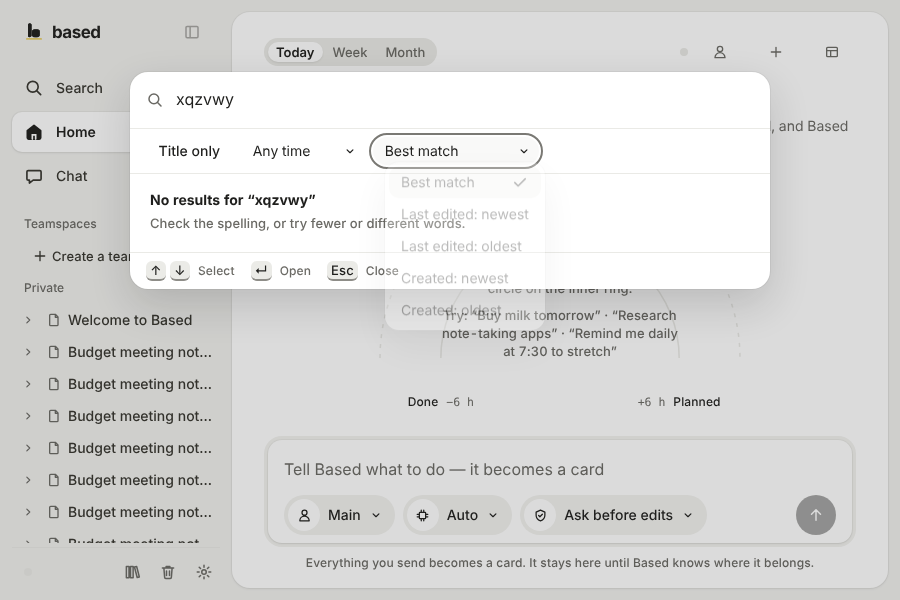 based
Today Week Month
Search
xqzvwy
Home
, and Based
Title only Any time Best match
Chat
Best match
No results for “xqzvwy”
Last edited: newest
Check the spelling, or try fewer or different words.
Teamspaces
Last edited: oldest
Create a tea
Select Open Esc Close
Created: newest
Private
circle on the inner ring.
Created: oldest
Try: “Buy milk tomorrow” · “Research
note-taking apps” · “Remind me daily
at 7:30 to stretch”
Welcome to Based
Budget meeting not...
Budget meeting not...
Budget meeting not...
Budget meeting not...
Budget meeting not...
Budget meeting not...
Budget meeting not...
Done −6 h +6 h Planned
Tell Based what to do — it becomes a card
Main Auto Ask before edits
Everything you send becomes a card. It stays here until Based knows where it belongs.